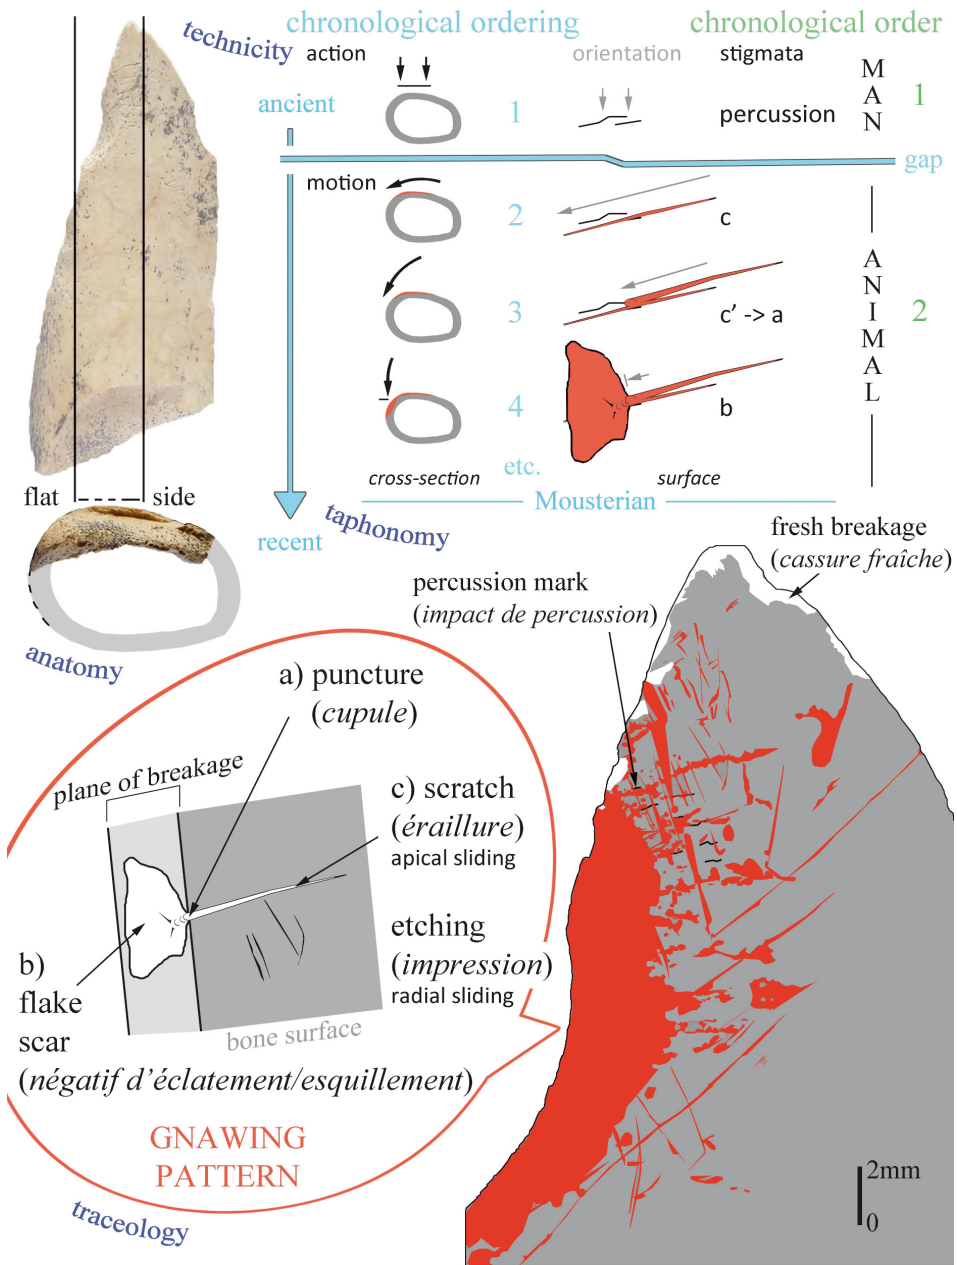 chronological ordering
chronological order
technicity
action
orientation
stigmata
MAN
1
ancient
1
percussion
gap
motion
2
c
ANIMAL
2
3
c' -> a
4
b
etc.
cross-section
surface
Mousterian
flat
side
recent
taphonomy
anatomy
fresh breakage
(cassure fraîche)
percussion mark
(impact de percussion)
a) puncture
(cupule)
plane of breakage
c) scratch
(éraillure)
apical sliding
etching
(impression)
radial sliding
b)
flake
scar
bone surface
(négatif d'éclatement/esquillement)
GNAWING
PATTERN
traceology
2mm
0